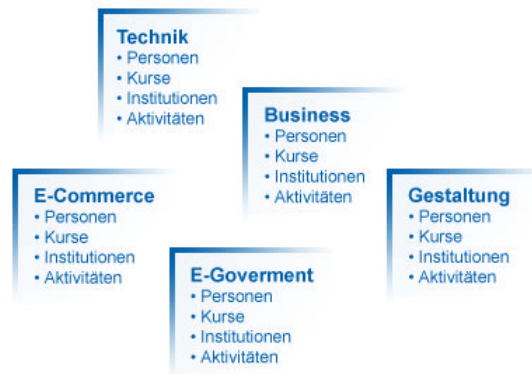 Technik
• Personen
• Kurse
• Institutionen
• Aktivitäten
Business
• Personen
• Kurse
• Institutionen
• Aktivitäten
E-Commerce
• Personen
• Kurse
• Institutionen
• Aktivitäten
Gestaltung
• Personen
• Kurse
• Institutionen
• Aktivitäten
E-Goverment
• Personen
• Kurse
• Institutionen
• Aktivitäten